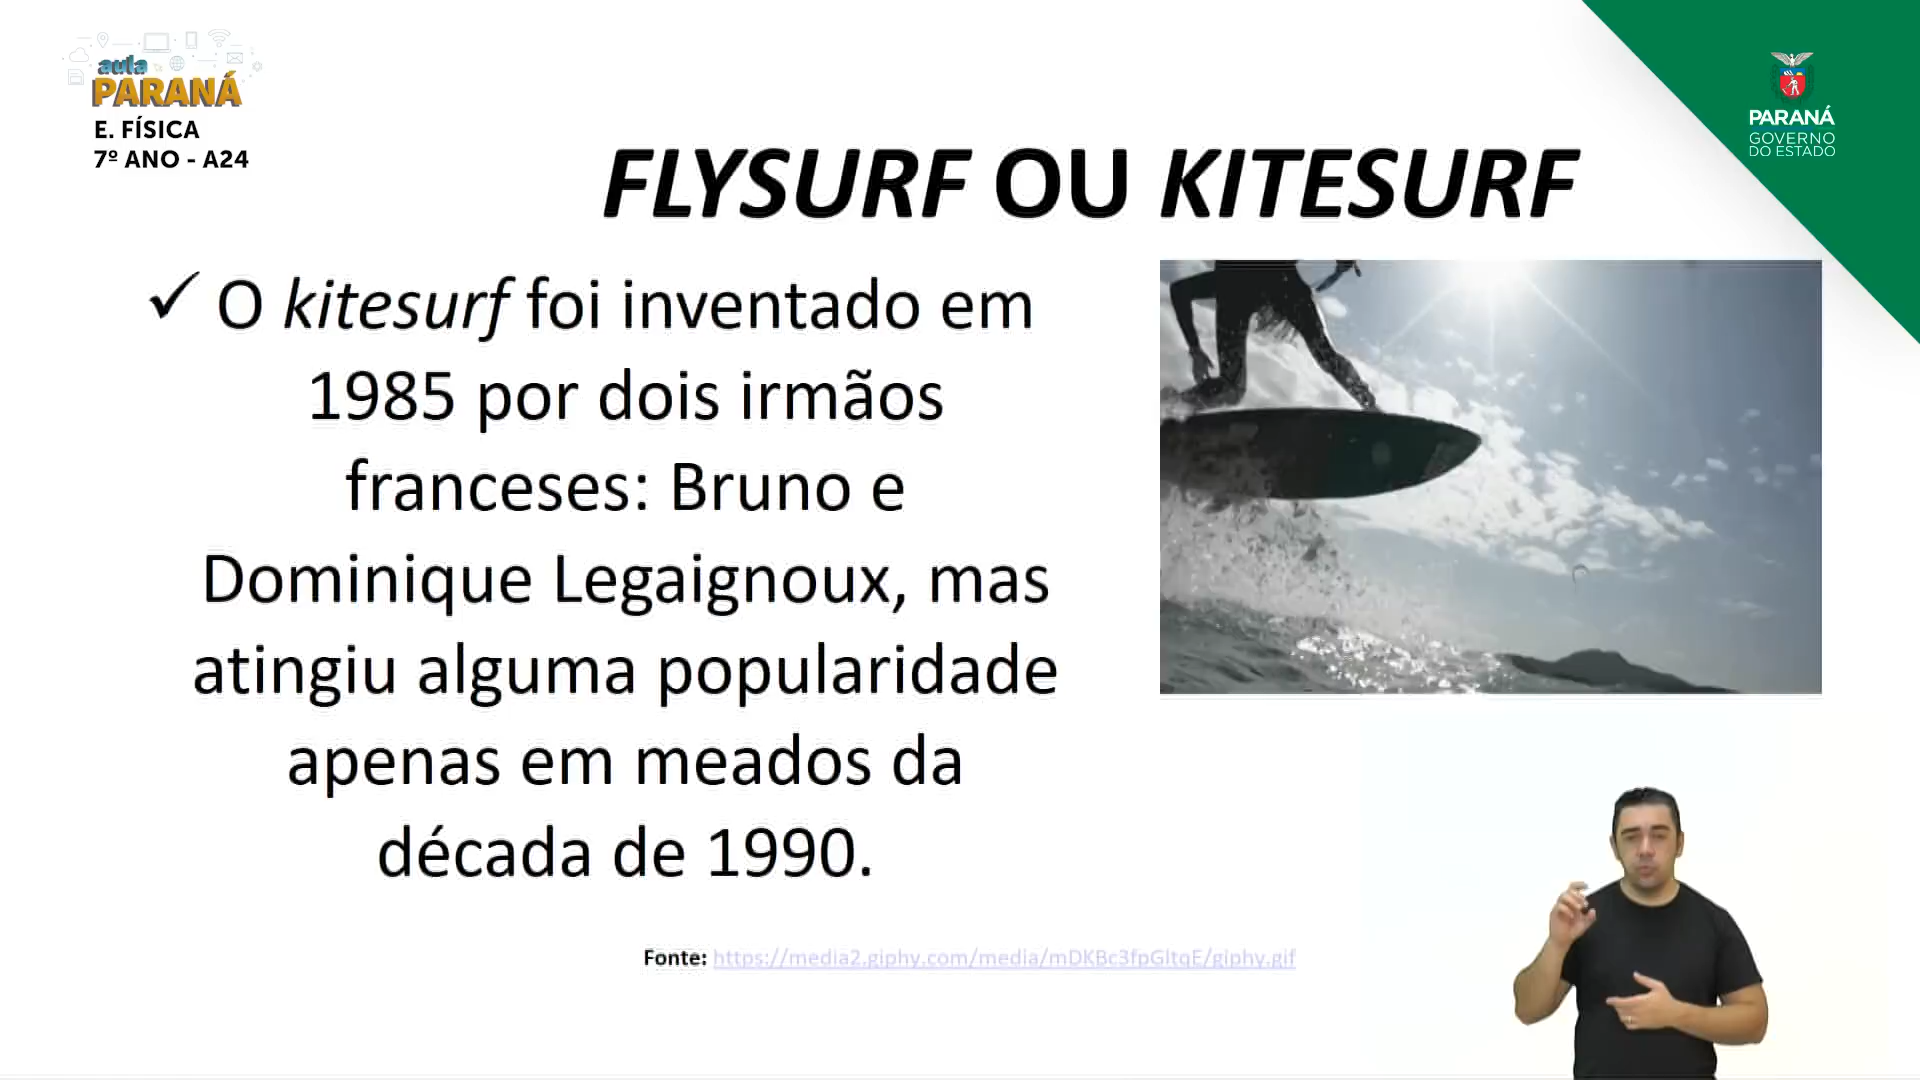 aula
PARANÁ
E. FÍSICA
7º ANO - A24
PARANÁ
GOVERNO
DO ESTADO
FLYSURF OU KITESURF
✓ O kitesurf foi inventado em
1985 por dois irmãos
franceses: Bruno e
Dominique Legaignoux, mas
atingiu alguma popularidade
apenas em meados da
década de 1990.
Fonte: https://media2.giphy.com/media/mDKBc3fpGltqE/giphy.gif